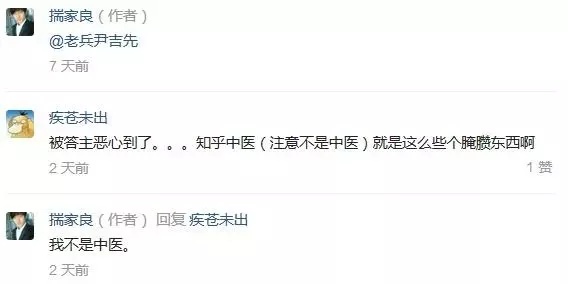 揣家良（作者）
@老兵尹吉先
7 天前
疾苍未出
被答主恶心到了。。。知乎中医（注意不是中医）就是这么些个腌臜东西啊
2 天前
1 赞
揣家良（作者） 回复 疾苍未出
我不是中医。
2 天前